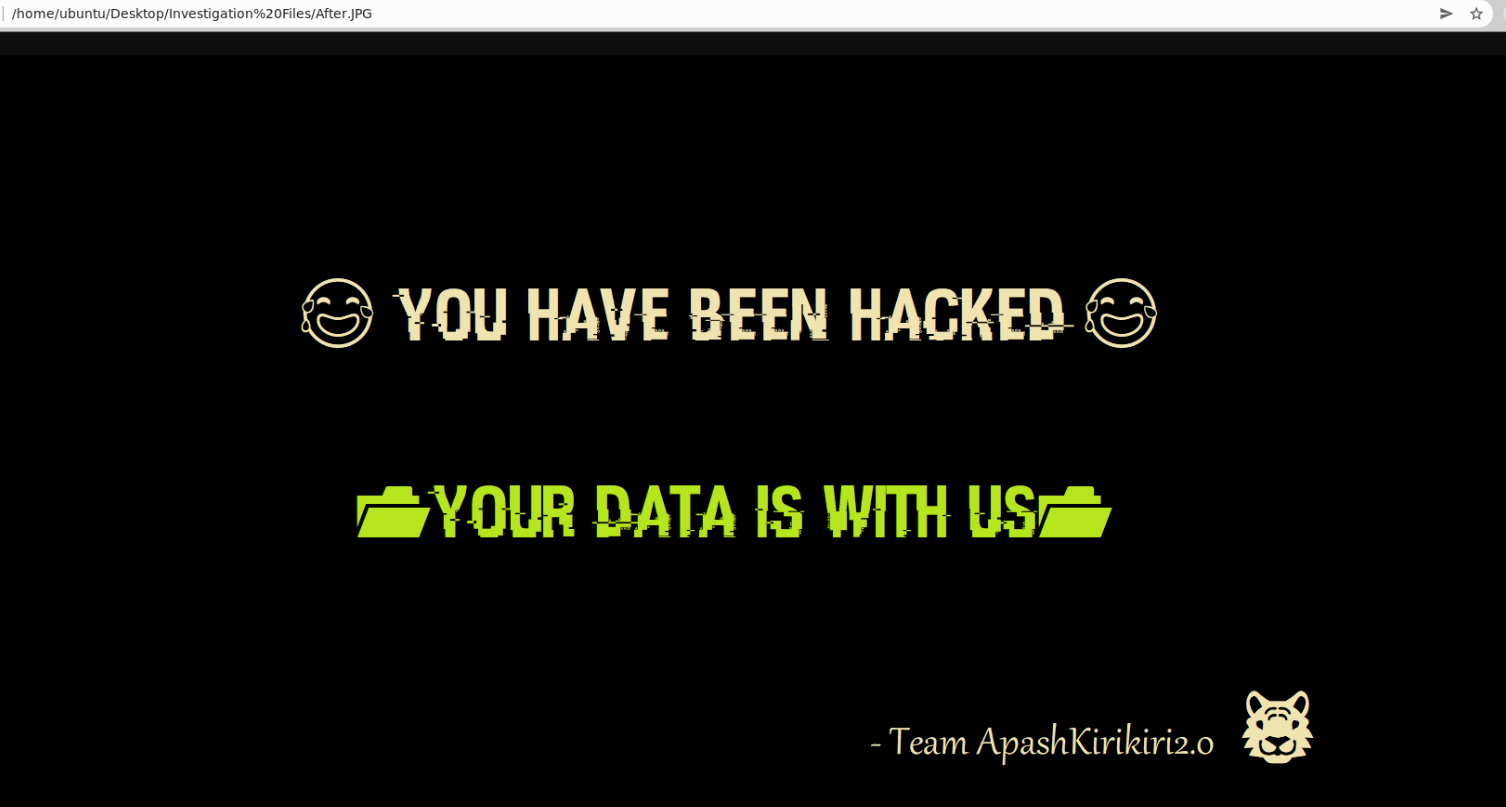 /home/ubuntu/Desktop/Investigation%20Files/After.JPG
YOU HAVE BEEN HACKED
YOUR DATA IS WITH US
- Team ApashKirikiri2.0